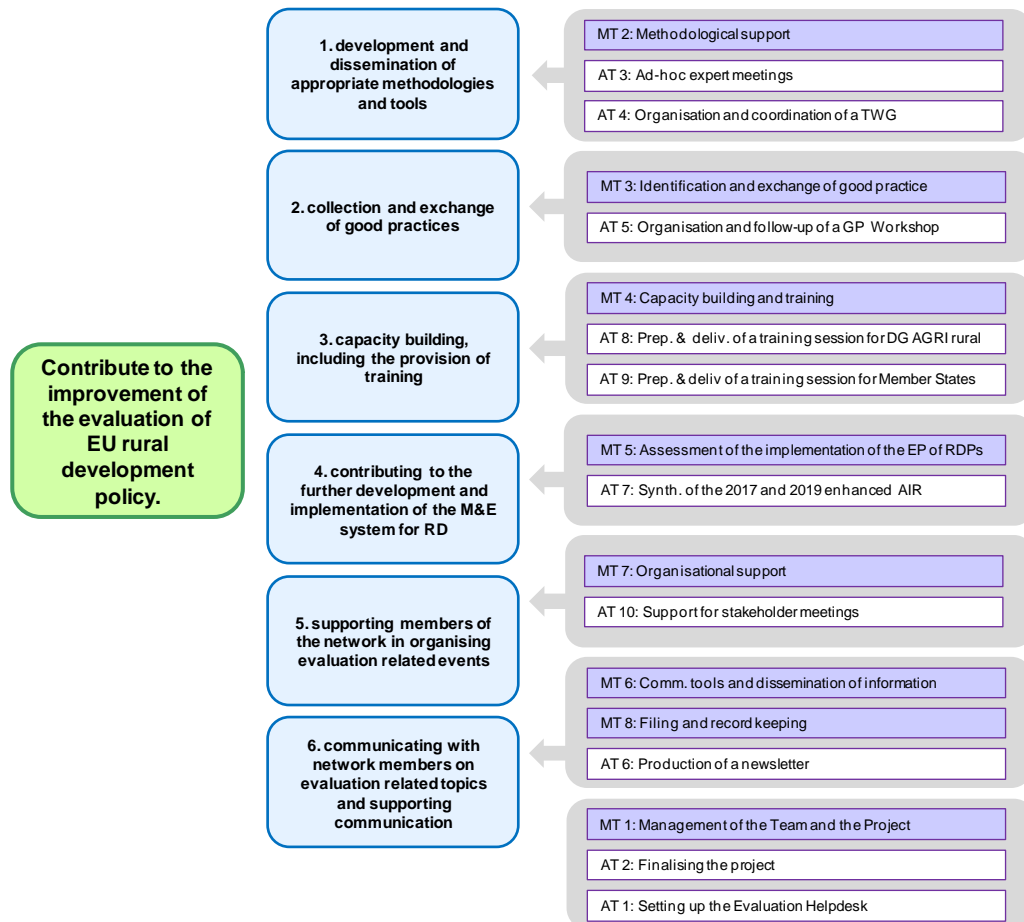 Contribute to the
improvement of
the evaluation of
EU rural
development
policy.
1. development and
dissemination of
appropriate methodologies
and tools
2. collection and exchange
of good practices
3. capacity building,
including the provision of
training
4. contributing to the
further development and
implementation of the M&E
system for RD
5. supporting members of
the network in organising
evaluation related events
6. communicating with
network members on
evaluation related topics
and supporting
communication
MT 2: Methodological support
AT 3: Ad-hoc expert meetings
AT 4: Organisation and coordination of a TWG
MT 3: Identification and exchange of good practice
AT 5: Organisation and follow-up of a GP Workshop
MT 4: Capacity building and training
AT 8: Prep. & deliv. of a training session for DG AGRI rural
AT 9: Prep. & deliv of a training session for Member States
MT 5: Assessment of the implementation of the EP of RDPs
AT 7: Synth. of the 2017 and 2019 enhanced AIR
MT 7: Organisational support
AT 10: Support for stakeholder meetings
MT 6: Comm. tools and dissemination of information
MT 8: Filing and record keeping
AT 6: Production of a newsletter
MT 1: Management of the Team and the Project
AT 2: Finalising the project
AT 1: Setting up the Evaluation Helpdesk